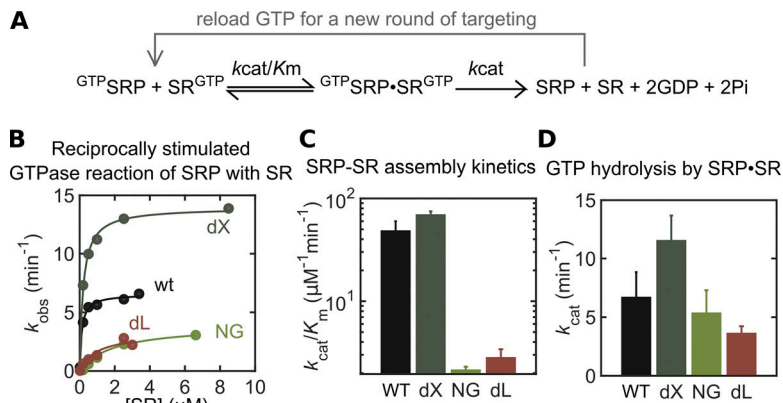 A
reload GTP for a new round of targeting
kcat/Km
kcat
GTPSRP + SRGTP
GTPSRP•SRGTP
SRP + SR + 2GDP + 2Pi
B
Reciprocally stimulated
GTPase reaction of SRP with SR
kobs (min−1)
15
10
5
0
0 2 4 6 8 10
[SR] (μM)
dX
wt
dL
NG
C
SRP-SR assembly kinetics
kcat/Km (μM−1min−1)
10²
10¹
WT dX NG dL
D
GTP hydrolysis by SRP•SR
kcat (min−1)
15
10
5
0
WT dX NG dL